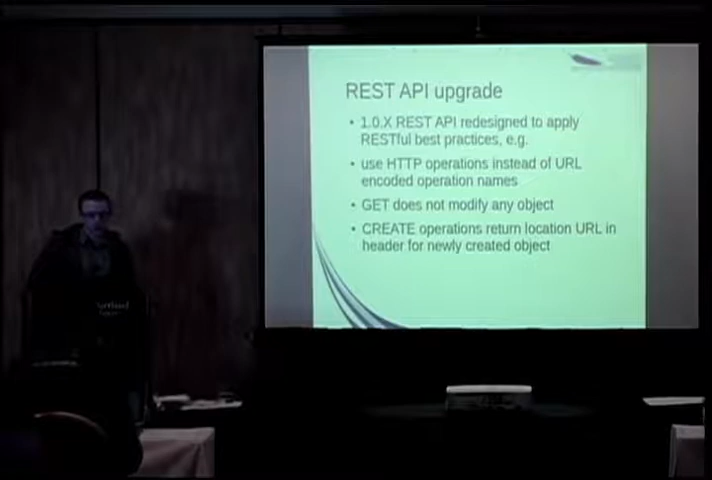 REST API upgrade
• 1.0.X REST API redesigned to apply
RESTful best practices, e.g.
• use HTTP operations instead of URL
encoded operation names
• GET does not modify any object
• CREATE operations return location URL in
header for newly created object